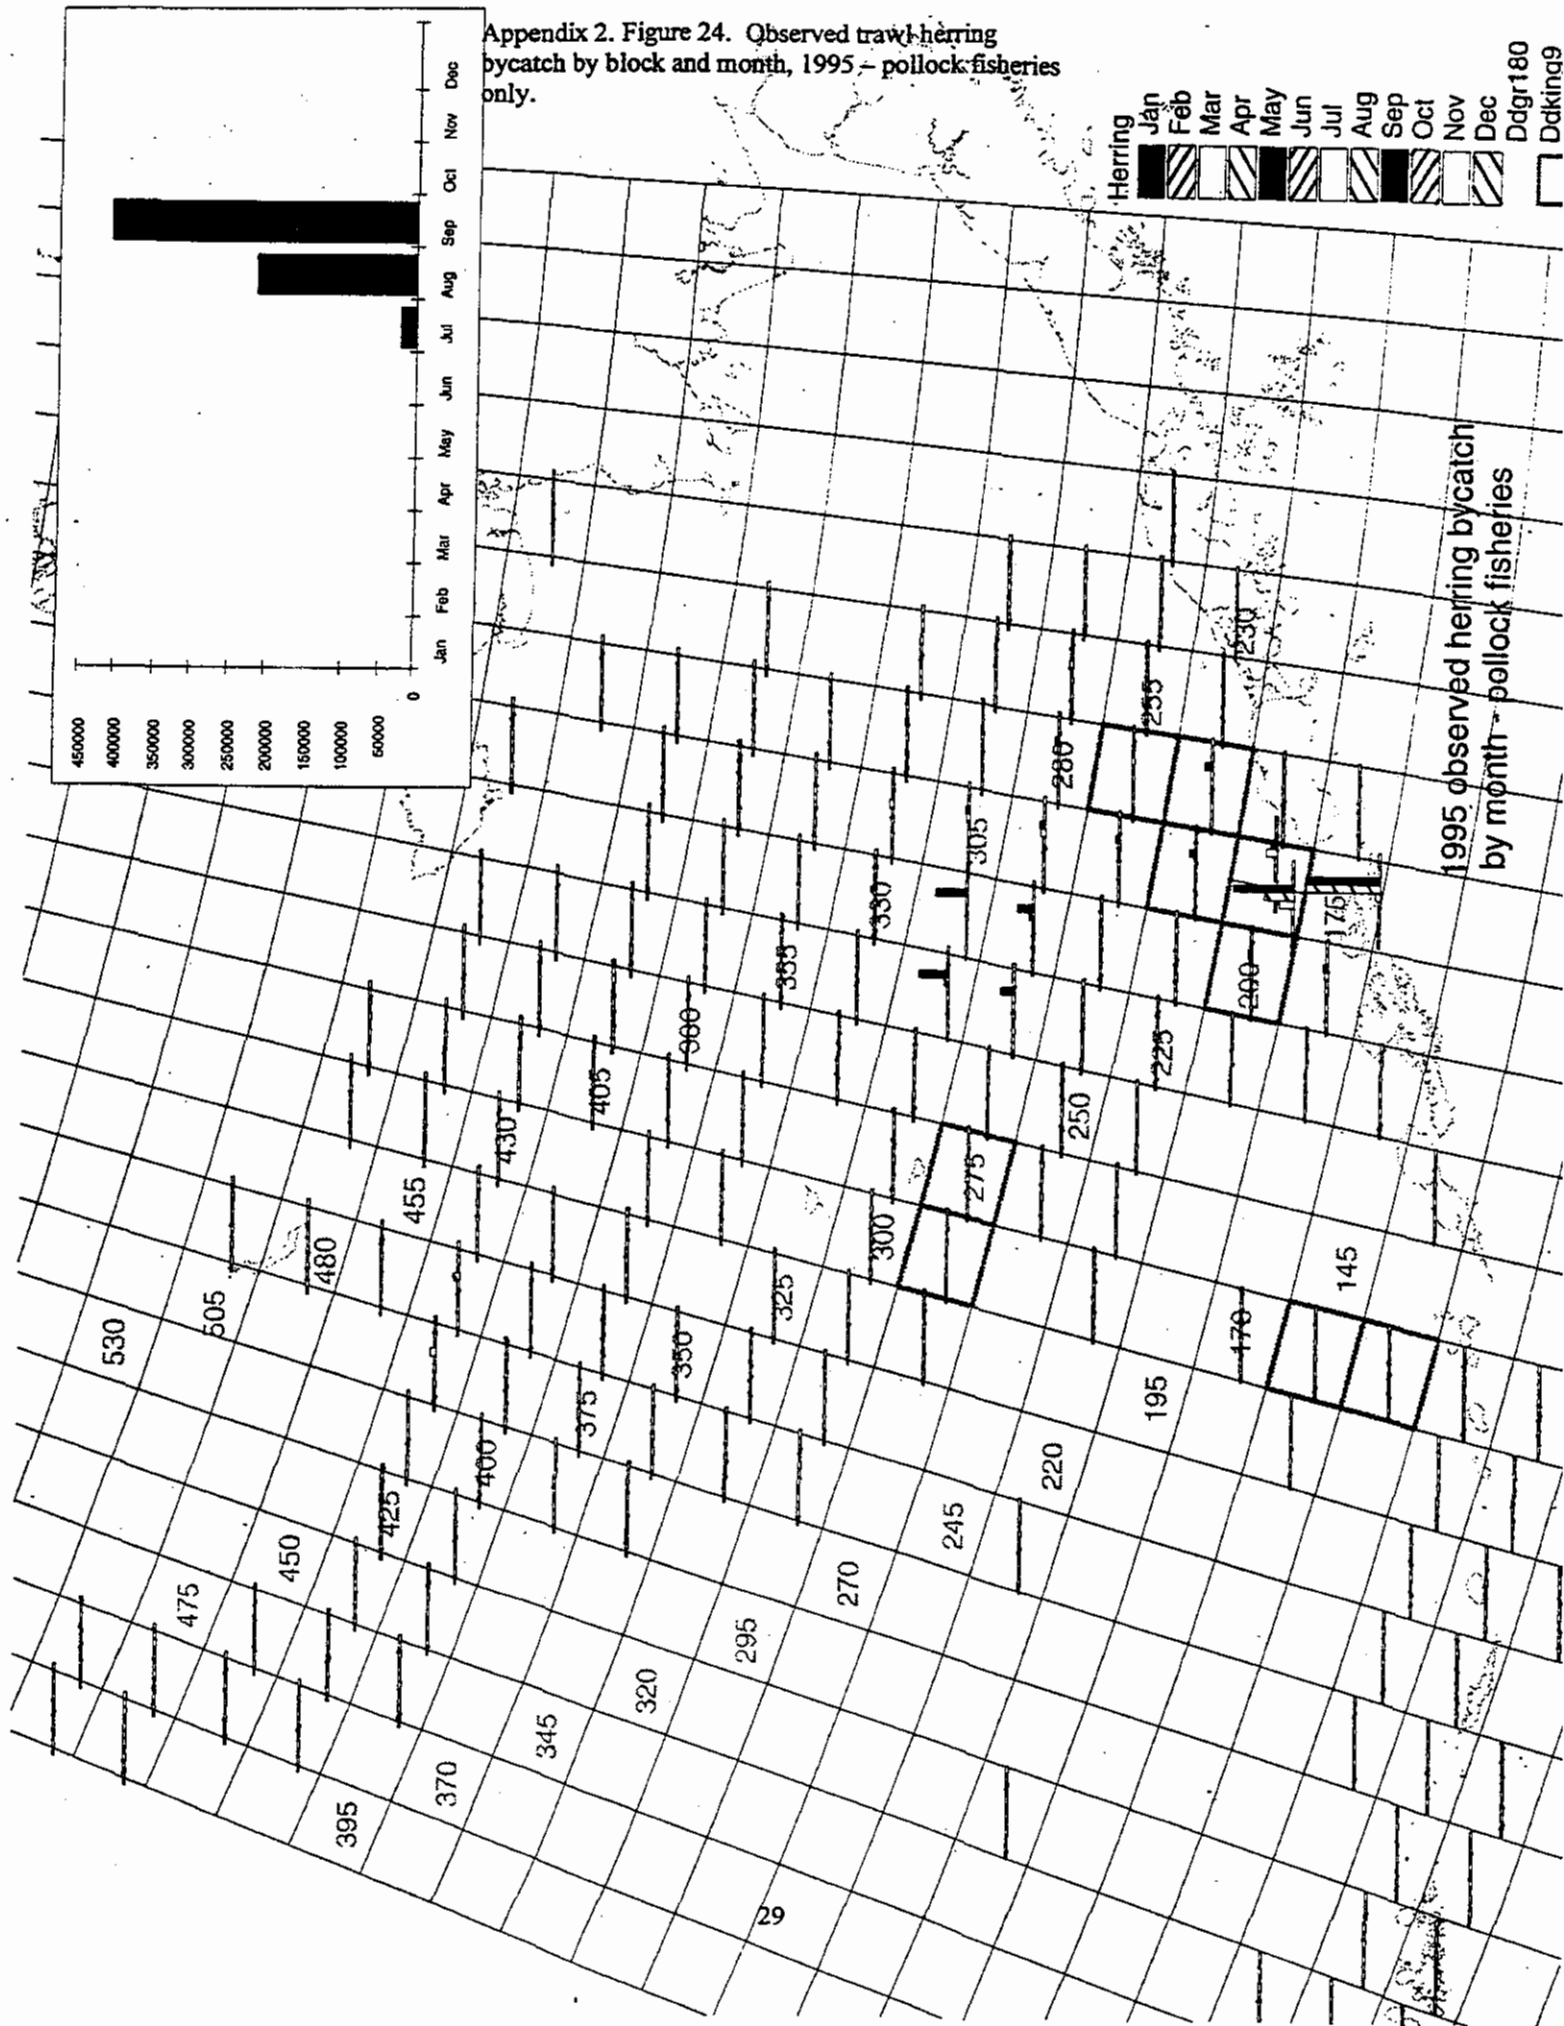 Appendix 2. Figure 24. Observed trawl herring
bycatch by block and month, 1995 – pollock fisheries
only.
450000
400000
350000
300000
250000
200000
150000
100000
50000
0
Jan
Feb
Mar
Apr
May
Jun
Jul
Aug
Sep
Oct
Nov
Dec
Herring
Jan
Feb
Mar
Apr
May
Jun
Jul
Aug
Sep
Oct
Nov
Dec
Ddgr180
Ddking9
1995 observed herring bycatch
by month - pollock fisheries
530
505
480
455
430
405
355
330
305
280
255
230
475
450
425
400
375
350
325
300
275
250
225
200
175
395
370
345
320
295
270
245
220
195
170
145
29